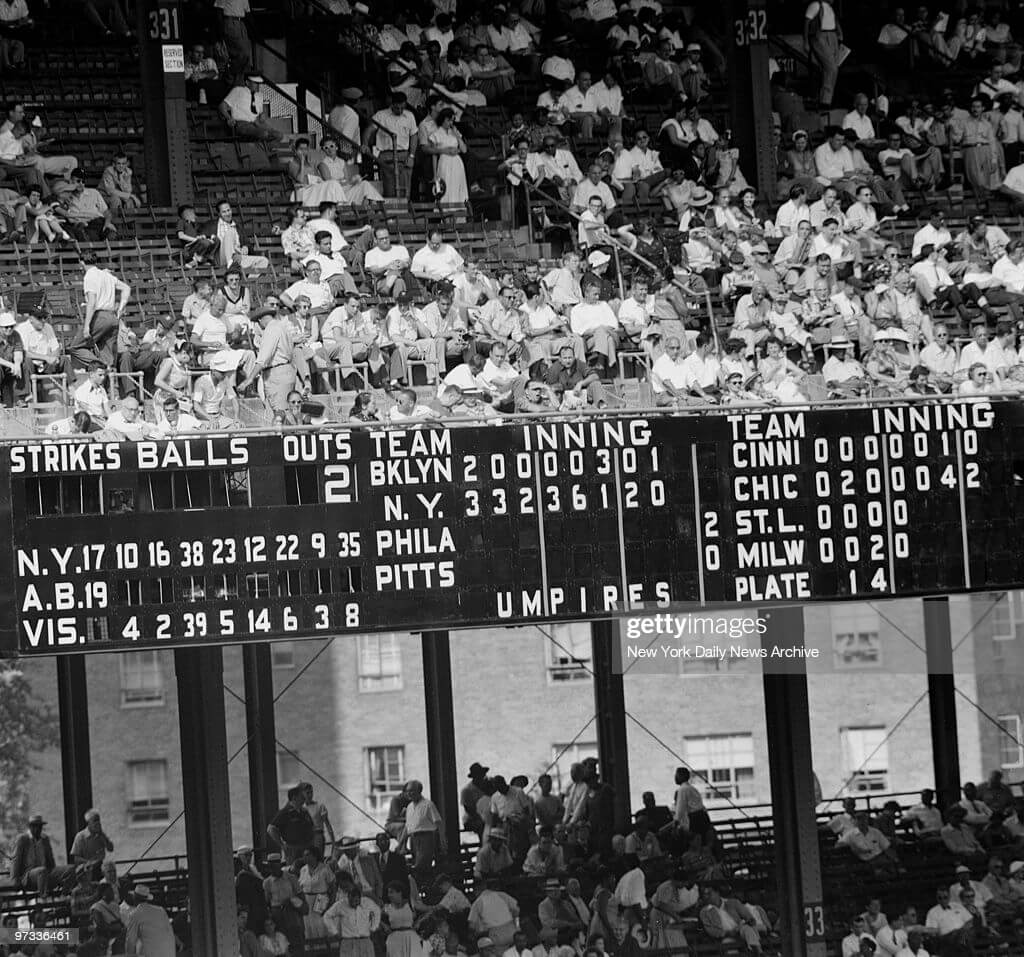 331
332
RESERVED
SECTION
STRIKES BALLS OUTS TEAM INNING TEAM INNING
2 BKLYN 2 0 0 0 0 3 0 1 CINNI 0 0 0 0 0 1 0
N.Y. 3 3 2 3 6 1 2 0 CHIC 0 2 0 0 0 4 2
N.Y. 17 10 16 38 23 12 22 9 35 PHILA 2 ST.L. 0 0 0 0
A.B. 19 PITTS 0 MILW 0 0 2 0
VIS. 4 2 39 5 14 6 3 8 UMPIRES PLATE 14
gettyimages
New York Daily News Archive
33
97336461